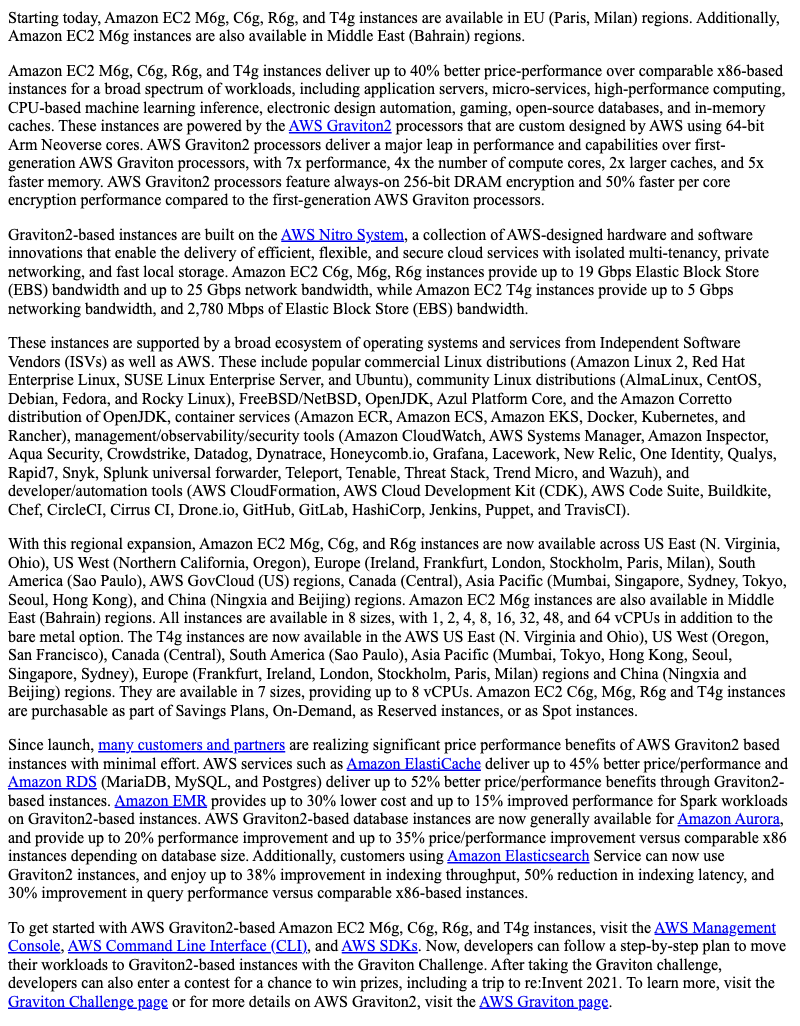 Starting today, Amazon EC2 M6g, C6g, R6g, and T4g instances are available in EU (Paris, Milan) regions. Additionally,
Amazon EC2 M6g instances are also available in Middle East (Bahrain) regions.
Amazon EC2 M6g, C6g, R6g, and T4g instances deliver up to 40% better price-performance over comparable x86-based
instances for a broad spectrum of workloads, including application servers, micro-services, high-performance computing,
CPU-based machine learning inference, electronic design automation, gaming, open-source databases, and in-memory
caches. These instances are powered by the AWS Graviton2 processors that are custom designed by AWS using 64-bit
Arm Neoverse cores. AWS Graviton2 processors deliver a major leap in performance and capabilities over first-
generation AWS Graviton processors, with 7x performance, 4x the number of compute cores, 2x larger caches, and 5x
faster memory. AWS Graviton2 processors feature always-on 256-bit DRAM encryption and 50% faster per core
encryption performance compared to the first-generation AWS Graviton processors.
Graviton2-based instances are built on the AWS Nitro System, a collection of AWS-designed hardware and software
innovations that enable the delivery of efficient, flexible, and secure cloud services with isolated multi-tenancy, private
networking, and fast local storage. Amazon EC2 C6g, M6g, R6g instances provide up to 19 Gbps Elastic Block Store
(EBS) bandwidth and up to 25 Gbps network bandwidth, while Amazon EC2 T4g instances provide up to 5 Gbps
networking bandwidth, and 2,780 Mbps of Elastic Block Store (EBS) bandwidth.
These instances are supported by a broad ecosystem of operating systems and services from Independent Software
Vendors (ISVs) as well as AWS. These include popular commercial Linux distributions (Amazon Linux 2, Red Hat
Enterprise Linux, SUSE Linux Enterprise Server, and Ubuntu), community Linux distributions (AlmaLinux, CentOS,
Debian, Fedora, and Rocky Linux), FreeBSD/NetBSD, OpenJDK, Azul Platform Core, and the Amazon Corretto
distribution of OpenJDK, container services (Amazon ECR, Amazon ECS, Amazon EKS, Docker, Kubernetes, and
Rancher), management/observability/security tools (Amazon CloudWatch, AWS Systems Manager, Amazon Inspector,
Aqua Security, Crowdstrike, Datadog, Dynatrace, Honeycomb.io, Grafana, Lacework, New Relic, One Identity, Qualys,
Rapid7, Snyk, Splunk universal forwarder, Teleport, Tenable, Threat Stack, Trend Micro, and Wazuh), and
developer/automation tools (AWS CloudFormation, AWS Cloud Development Kit (CDK), AWS Code Suite, Buildkite,
Chef, CircleCI, Cirrus CI, Drone.io, GitHub, GitLab, HashiCorp, Jenkins, Puppet, and TravisCI).
With this regional expansion, Amazon EC2 M6g, C6g, and R6g instances are now available across US East (N. Virginia,
Ohio), US West (Northern California, Oregon), Europe (Ireland, Frankfurt, London, Stockholm, Paris, Milan), South
America (Sao Paulo), AWS GovCloud (US) regions, Canada (Central), Asia Pacific (Mumbai, Singapore, Sydney, Tokyo,
Seoul, Hong Kong), and China (Ningxia and Beijing) regions. Amazon EC2 M6g instances are also available in Middle
East (Bahrain) regions. All instances are available in 8 sizes, with 1, 2, 4, 8, 16, 32, 48, and 64 vCPUs in addition to the
bare metal option. The T4g instances are now available in the AWS US East (N. Virginia and Ohio), US West (Oregon,
San Francisco), Canada (Central), South America (Sao Paulo), Asia Pacific (Mumbai, Tokyo, Hong Kong, Seoul,
Singapore, Sydney), Europe (Frankfurt, Ireland, London, Stockholm, Paris, Milan) regions and China (Ningxia and
Beijing) regions. They are available in 7 sizes, providing up to 8 vCPUs. Amazon EC2 C6g, M6g, R6g and T4g instances
are purchasable as part of Savings Plans, On-Demand, as Reserved instances, or as Spot instances.
Since launch, many customers and partners are realizing significant price performance benefits of AWS Graviton2 based
instances with minimal effort. AWS services such as Amazon ElastiCache deliver up to 45% better price/performance and
Amazon RDS (MariaDB, MySQL, and Postgres) deliver up to 52% better price/performance benefits through Graviton2-
based instances. Amazon EMR provides up to 30% lower cost and up to 15% improved performance for Spark workloads
on Graviton2-based instances. AWS Graviton2-based database instances are now generally available for Amazon Aurora,
and provide up to 20% performance improvement and up to 35% price/performance improvement versus comparable x86
instances depending on database size. Additionally, customers using Amazon Elasticsearch Service can now use
Graviton2 instances, and enjoy up to 38% improvement in indexing throughput, 50% reduction in indexing latency, and
30% improvement in query performance versus comparable x86-based instances.
To get started with AWS Graviton2-based Amazon EC2 M6g, C6g, R6g, and T4g instances, visit the AWS Management
Console, AWS Command Line Interface (CLI), and AWS SDKs. Now, developers can follow a step-by-step plan to move
their workloads to Graviton2-based instances with the Graviton Challenge. After taking the Graviton challenge,
developers can also enter a contest for a chance to win prizes, including a trip to re:Invent 2021. To learn more, visit the
Graviton Challenge page or for more details on AWS Graviton2, visit the AWS Graviton page.